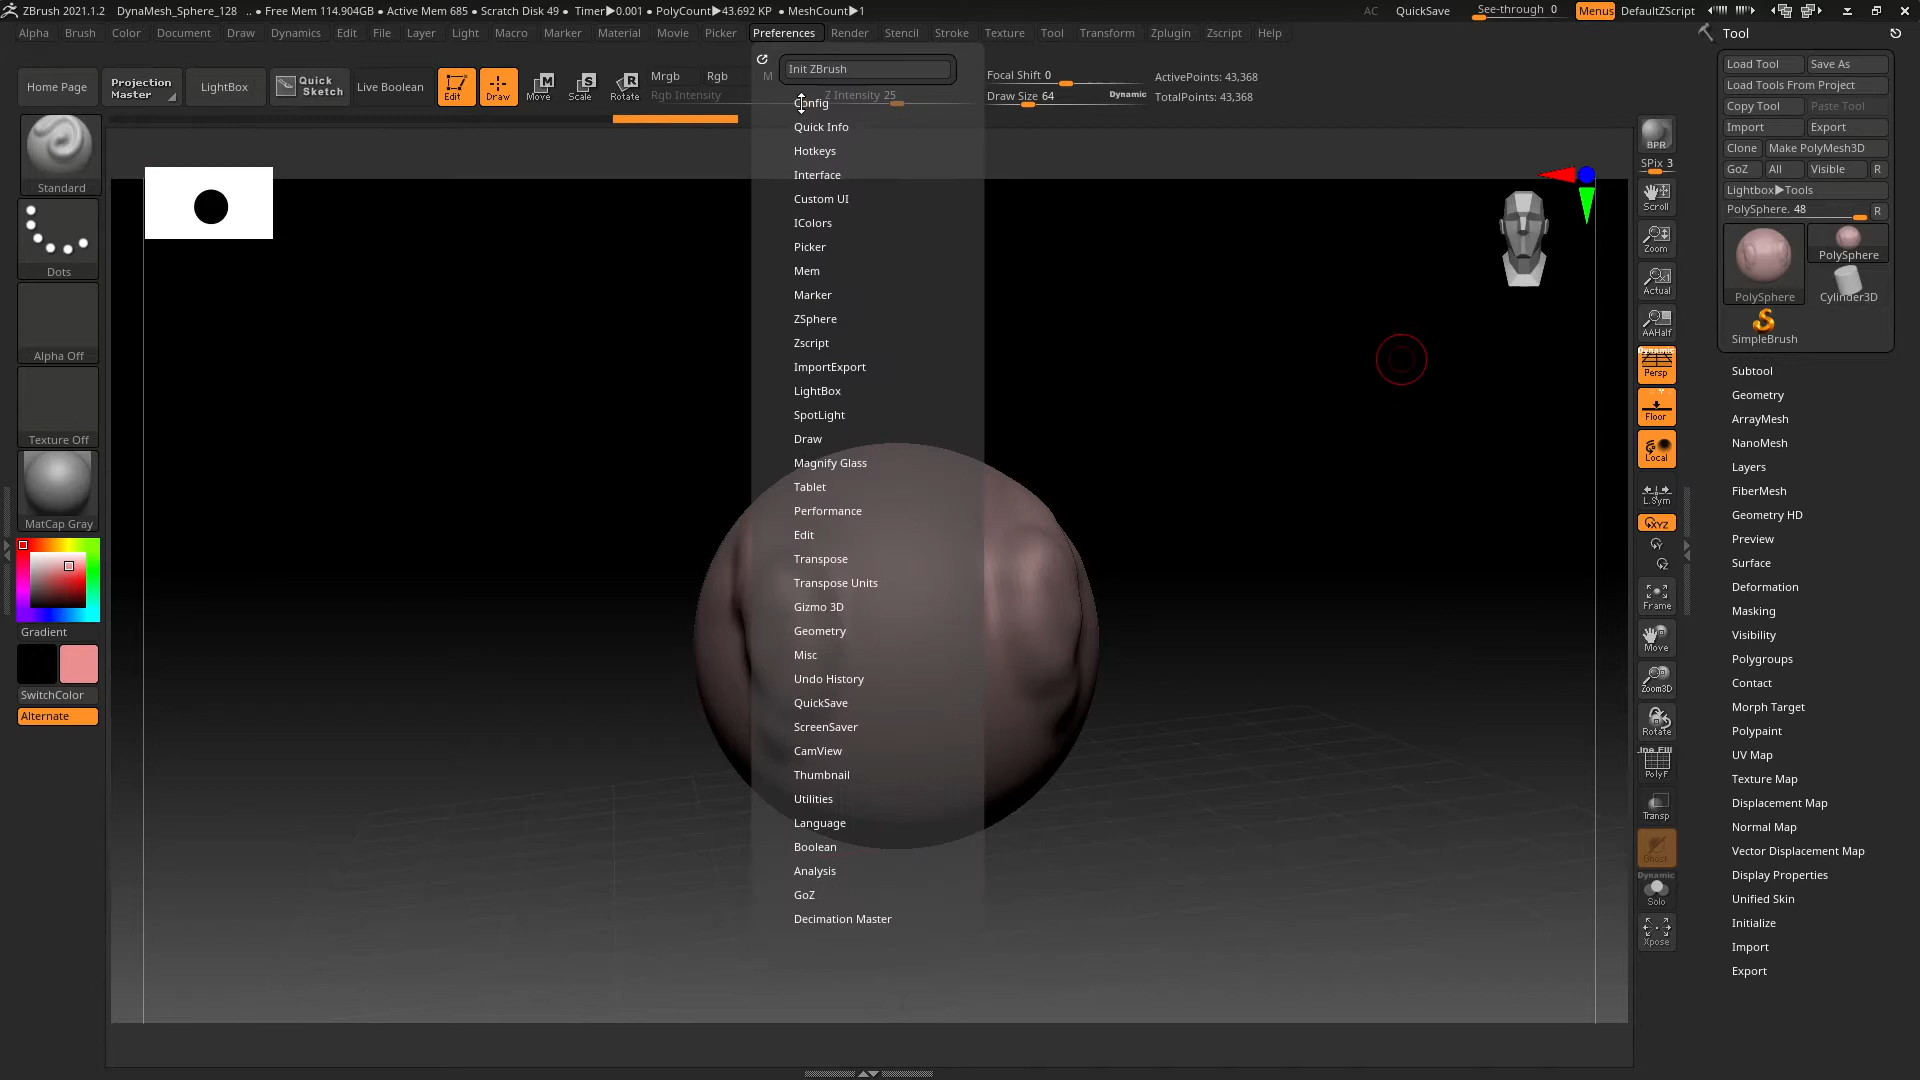 ZBrush 2021.1.2 DynaMesh_Sphere_128 .. • Free Mem 114.904GB • Active Mem 685 • Scratch Disk 49 • Timer▶0.001 • PolyCount▶43.692 KP • MeshCount▶1 AC QuickSave See-through 0 Menus DefaultZScript
Alpha Brush Color Document Draw Dynamics Edit File Layer Light Macro Marker Material Movie Picker Preferences Render Stencil Stroke Texture Tool Transform Zplugin Zscript Help
Home Page
Projection
Master
LightBox
Quick
Sketch
Live Boolean
Edit
Draw
Move
Scale
Rotate
Mrgb Rgb M
Rgb Intensity
Z Intensity 25
Focal Shift 0
Draw Size 64 Dynamic
ActivePoints: 43,368
TotalPoints: 43,368
Standard
Dots
Alpha Off
Texture Off
MatCap Gray
Gradient
SwitchColor
Alternate
Init ZBrush
Config
Quick Info
Hotkeys
Interface
Custom UI
IColors
Picker
Mem
Marker
ZSphere
Zscript
ImportExport
LightBox
SpotLight
Draw
Magnify Glass
Tablet
Performance
Edit
Transpose
Transpose Units
Gizmo 3D
Geometry
Misc
Undo History
QuickSave
ScreenSaver
CamView
Thumbnail
Utilities
Language
Boolean
Analysis
GoZ
Decimation Master
BPR
SPix 3
Scroll
Zoom
Actual
AAHalf
Dynamic
Persp
Floor
Local
L.Sym
XYZ
Y
Z
Frame
Move
Zoom3D
Rotate
Line Fill
PolyF
Transp
Ghost
Dynamic
Solo
Xpose
Tool
Load Tool Save As
Load Tools From Project
Copy Tool Paste Tool
Import Export
Clone Make PolyMesh3D
GoZ All Visible R
Lightbox▶Tools
PolySphere. 48 R
PolySphere
PolySphere
Cylinder3D
SimpleBrush
Subtool
Geometry
ArrayMesh
NanoMesh
Layers
FiberMesh
Geometry HD
Preview
Surface
Deformation
Masking
Visibility
Polygroups
Contact
Morph Target
Polypaint
UV Map
Texture Map
Displacement Map
Normal Map
Vector Displacement Map
Display Properties
Unified Skin
Initialize
Import
Export